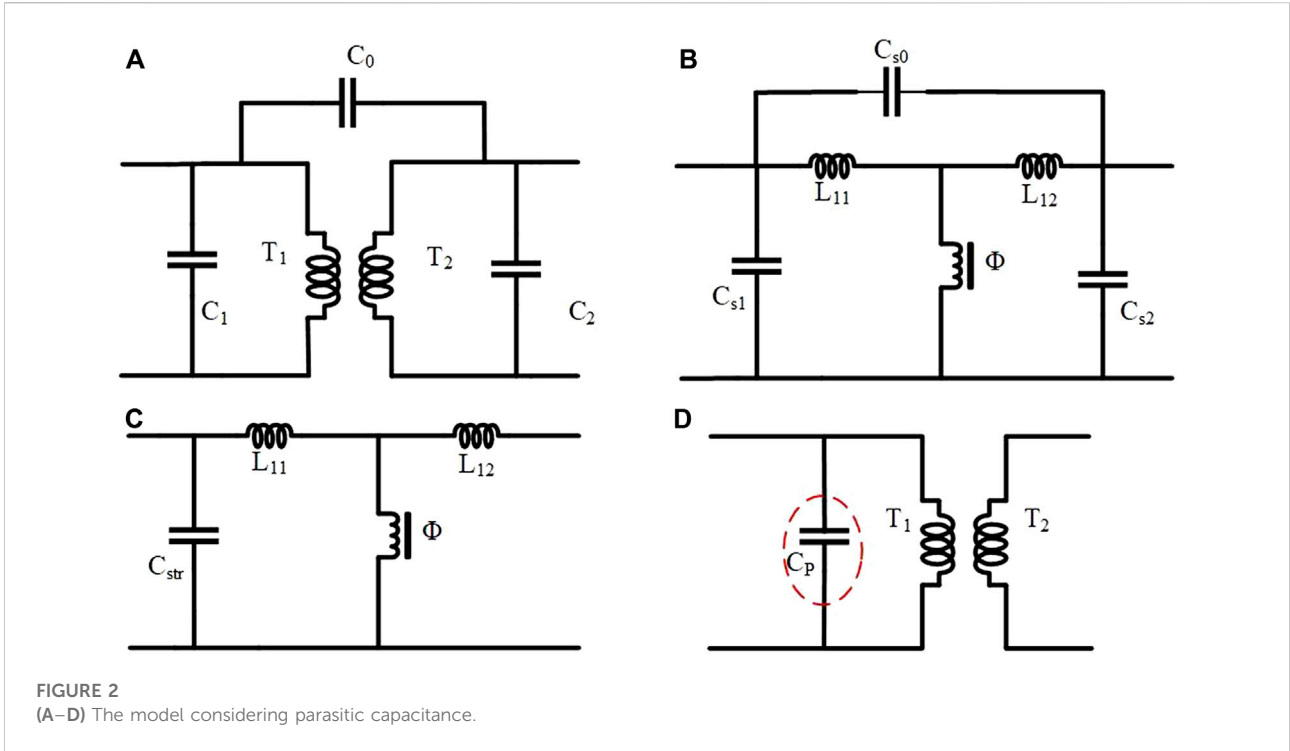 A
C0
T1
T2
C1
C2
B
Cs0
L11
L12
Φ
Cs1
Cs2
C
L11
L12
Φ
Cstr
D
T1
T2
CP
FIGURE 2
(A–D) The model considering parasitic capacitance.